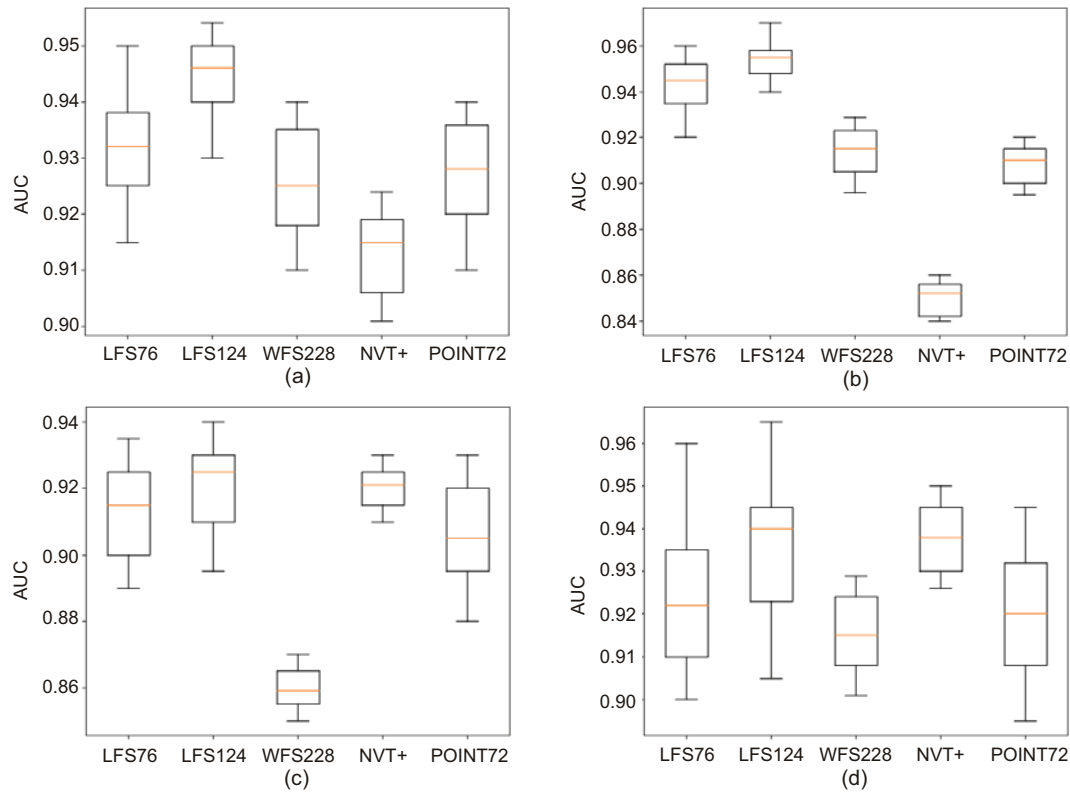 0.95
0.94
0.93
0.92
0.91
0.90
AUC
LFS76 LFS124 WFS228 NVT+ POINT72
(a)
0.96
0.94
0.92
0.90
0.88
0.86
0.84
AUC
LFS76 LFS124 WFS228 NVT+ POINT72
(b)
0.94
0.92
0.90
0.88
0.86
AUC
LFS76 LFS124 WFS228 NVT+ POINT72
(c)
0.96
0.95
0.94
0.93
0.92
0.91
0.90
AUC
LFS76 LFS124 WFS228 NVT+ POINT72
(d)